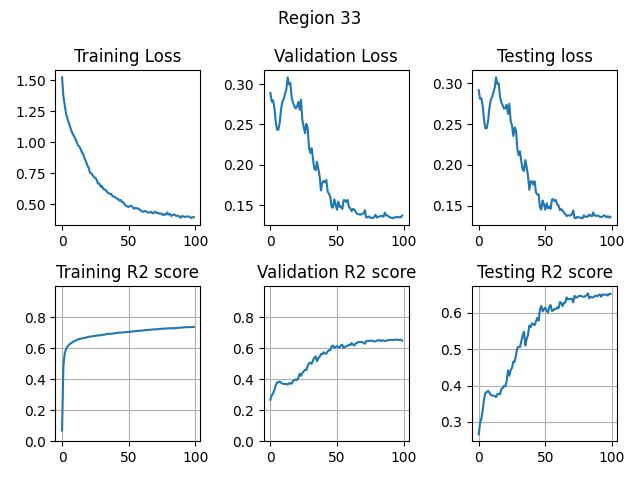 Region 33
Training Loss
Validation Loss
Testing loss
1.50
1.25
1.00
0.75
0.50
0 50 100
0.30
0.25
0.20
0.15
0 50 100
0.30
0.25
0.20
0.15
0 50 100
Training R2 score
Validation R2 score
Testing R2 score
0.8
0.6
0.4
0.2
0.0
0 50 100
0.8
0.6
0.4
0.2
0.0
0 50 100
0.6
0.5
0.4
0.3
0 50 100